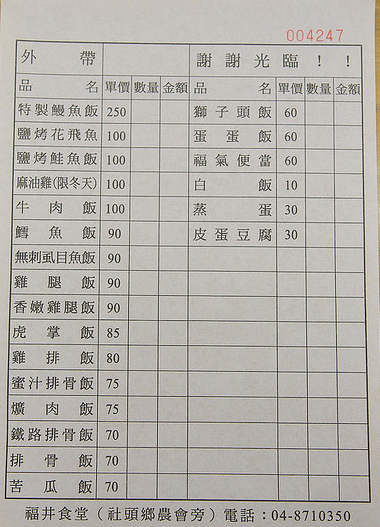 004247
外帶 謝謝光臨！！
品名 單價 數量 金額 品名 單價 數量 金額
特製鰻魚飯 250 獅子頭飯 60
鹽烤花飛魚 100 蛋蛋飯 60
鹽烤鮭魚飯 100 福氣便當 60
麻油雞(限冬天) 100 白飯 10
牛肉飯 100 蒸蛋 30
鱈魚飯 90 皮蛋豆腐 30
無刺虱目魚飯 90
雞腿飯 90
香嫩雞腿飯 90
虎掌飯 85
雞排飯 80
蜜汁排骨飯 75
爌肉飯 75
鐵路排骨飯 70
排骨飯 70
苦瓜飯 70
福井食堂（社頭鄉農會旁）電話：04-8710350